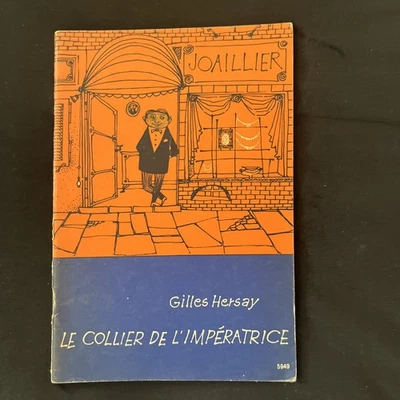 JOAILLIER
Gilles Hersay
LE COLLIER DE L'IMPÉRATRICE
5949